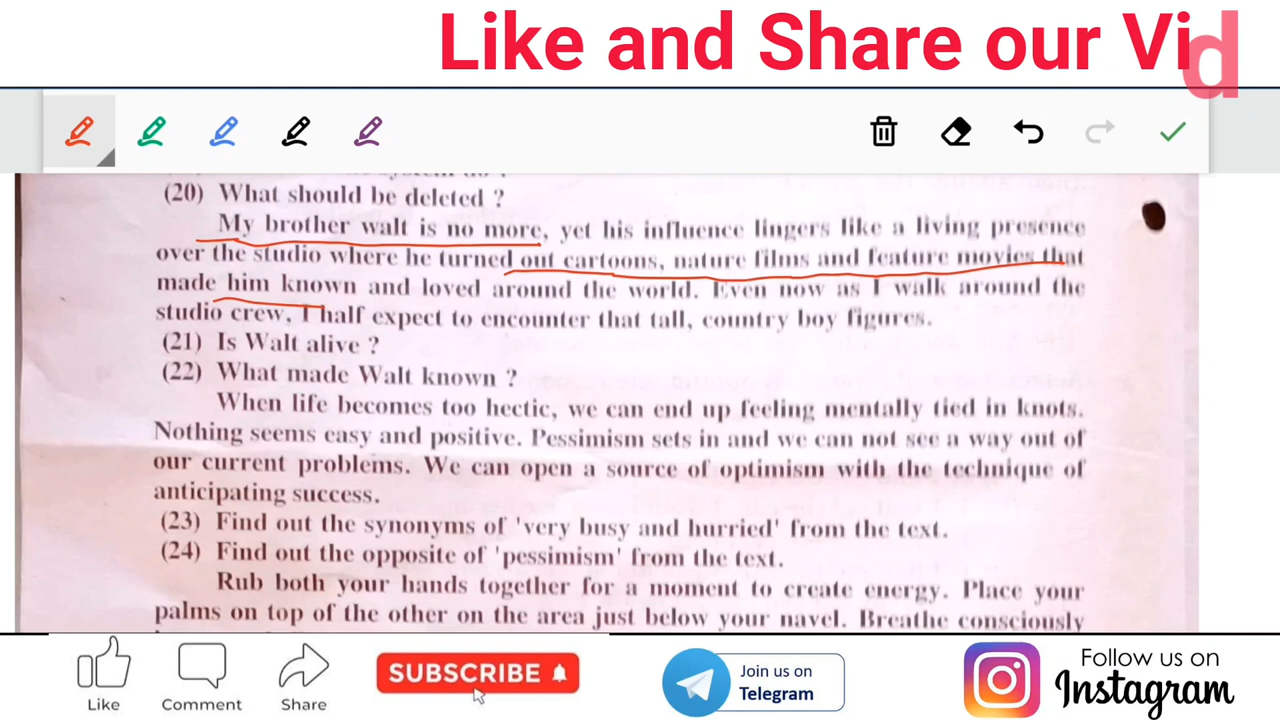 Like and Share our Vid
(20) What should be deleted ?
My brother walt is no more, yet his influence lingers like a living presence
over the studio where he turned out cartoons, nature films and feature movies that
made him known and loved around the world. Even now as I walk around the
studio crew, I half expect to encounter that tall, country boy figures.
(21) Is Walt alive ?
(22) What made Walt known ?
When life becomes too hectic, we can end up feeling mentally tied in knots.
Nothing seems easy and positive. Pessimism sets in and we can not see a way out of
our current problems. We can open a source of optimism with the technique of
anticipating success.
(23) Find out the synonyms of 'very busy and hurried' from the text.
(24) Find out the opposite of 'pessimism' from the text.
Rub both your hands together for a moment to create energy. Place your
palms on top of the other on the area just below your navel. Breathe consciously
Like
Comment
Share
SUBSCRIBE
Join us on
Telegram
Follow us on
Instagram